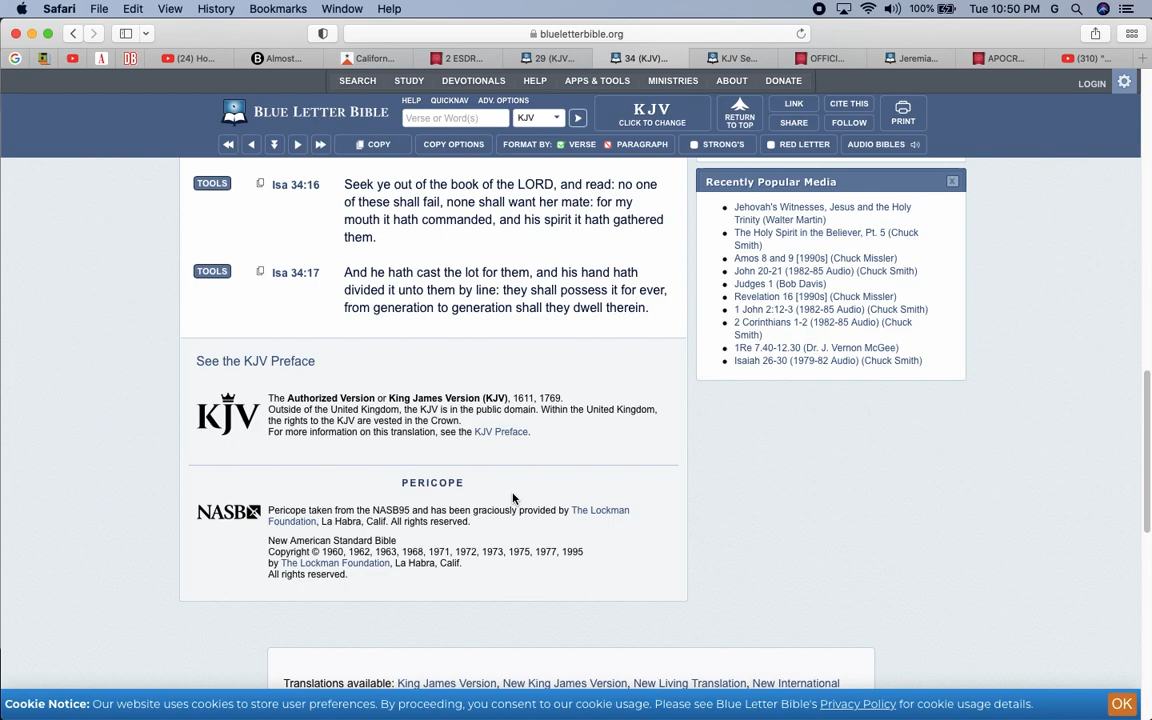 Safari File Edit View History Bookmarks Window Help 100% Tue 10:50 PM G
blueletterbible.org
(24) Ho... Almost... Californ... 2 ESDR... 29 (KJV... 34 (KJV)... KJV Se... OFFICI... Jeremia... APOCR... (310) "...
SEARCH STUDY DEVOTIONALS HELP APPS & TOOLS MINISTRIES ABOUT DONATE LOGIN
HELP QUICKNAV ADV. OPTIONS
BLUE LETTER BIBLE
Verse or Word(s) KJV
KJV
CLICK TO CHANGE
RETURN
TO TOP
LINK CITE THIS
SHARE FOLLOW
PRINT
COPY COPY OPTIONS FORMAT BY: VERSE PARAGRAPH STRONG'S RED LETTER AUDIO BIBLES
TOOLS Isa 34:16 Seek ye out of the book of the LORD, and read: no one
of these shall fail, none shall want her mate: for my
mouth it hath commanded, and his spirit it hath gathered
them.
TOOLS Isa 34:17 And he hath cast the lot for them, and his hand hath
divided it unto them by line: they shall possess it for ever,
from generation to generation shall they dwell therein.
See the KJV Preface
KJV
The Authorized Version or King James Version (KJV), 1611, 1769.
Outside of the United Kingdom, the KJV is in the public domain. Within the United Kingdom,
the rights to the KJV are vested in the Crown.
For more information on this translation, see the KJV Preface.
PERICOPE
NASB
Pericope taken from the NASB95 and has been graciously provided by The Lockman
Foundation, La Habra, Calif. All rights reserved.
New American Standard Bible
Copyright © 1960, 1962, 1963, 1968, 1971, 1972, 1973, 1975, 1977, 1995
by The Lockman Foundation, La Habra, Calif.
All rights reserved.
Recently Popular Media
Jehovah's Witnesses, Jesus and the Holy
Trinity (Walter Martin)
The Holy Spirit in the Believer, Pt. 5 (Chuck
Smith)
Amos 8 and 9 [1990s] (Chuck Missler)
John 20-21 (1982-85 Audio) (Chuck Smith)
Judges 1 (Bob Davis)
Revelation 16 [1990s] (Chuck Missler)
1 John 2:12-3 (1982-85 Audio) (Chuck Smith)
2 Corinthians 1-2 (1982-85 Audio) (Chuck
Smith)
1Re 7.40-12.30 (Dr. J. Vernon McGee)
Isaiah 26-30 (1979-82 Audio) (Chuck Smith)
Translations available: King James Version, New King James Version, New Living Translation, New International
Cookie Notice: Our website uses cookies to store user preferences. By proceeding, you consent to our cookie usage. Please see Blue Letter Bible's Privacy Policy for cookie usage details. OK